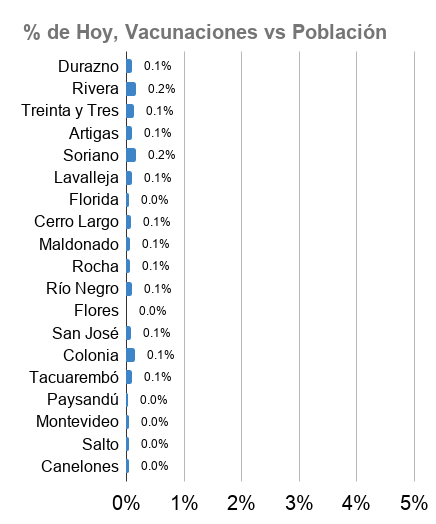 % de Hoy, Vacunaciones vs Población
Durazno 0.1%
Rivera 0.2%
Treinta y Tres 0.1%
Artigas 0.1%
Soriano 0.2%
Lavalleja 0.1%
Florida 0.0%
Cerro Largo 0.1%
Maldonado 0.1%
Rocha 0.1%
Río Negro 0.1%
Flores 0.0%
San José 0.1%
Colonia 0.1%
Tacuarembó 0.1%
Paysandú 0.0%
Montevideo 0.0%
Salto 0.0%
Canelones 0.0%
0% 1% 2% 3% 4% 5%